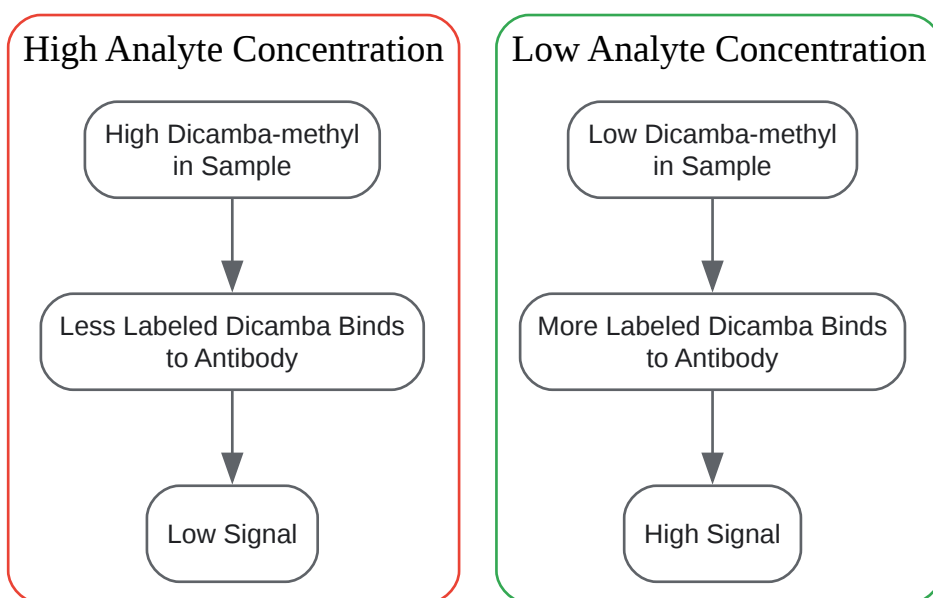 High Analyte Concentration
High Dicamba-methyl
in Sample
Less Labeled Dicamba Binds
to Antibody
Low Signal
Low Analyte Concentration
Low Dicamba-methyl
in Sample
More Labeled Dicamba Binds
to Antibody
High Signal